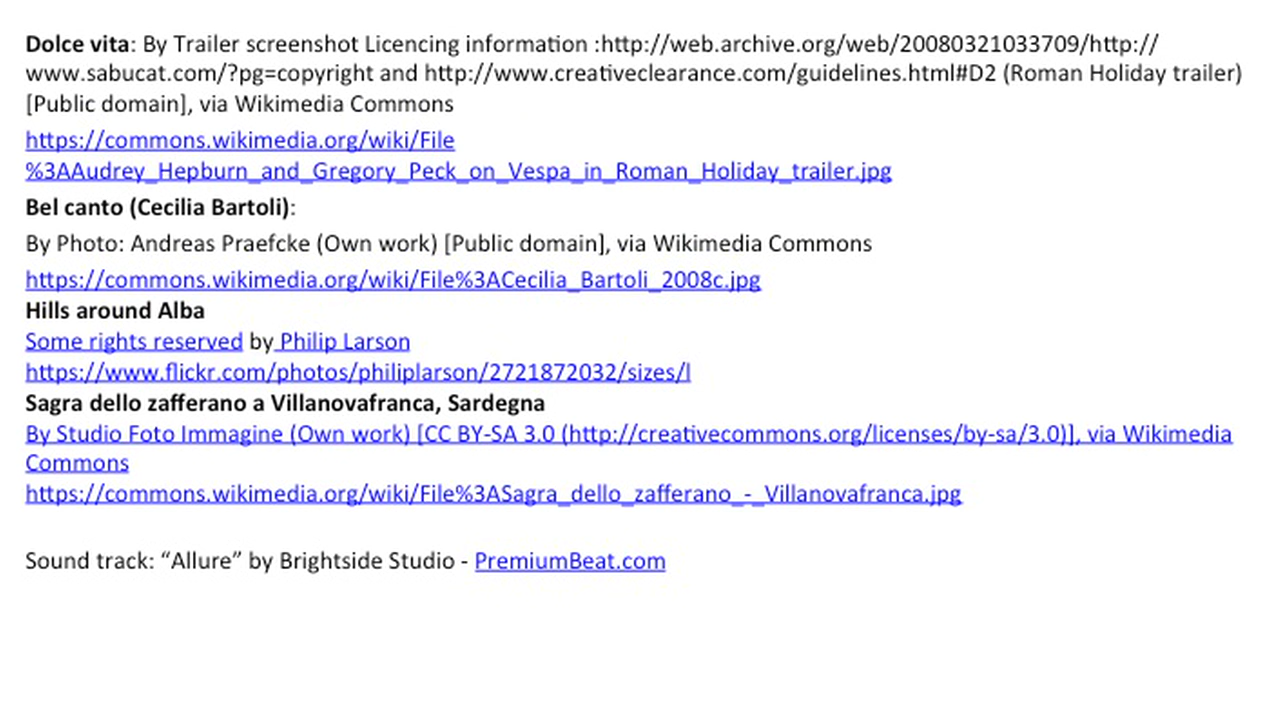 Dolce vita: By Trailer screenshot Licencing information :http://web.archive.org/web/20080321033709/http://
www.sabucat.com/?pg=copyright and http://www.creativeclearance.com/guidelines.html#D2 (Roman Holiday trailer)
[Public domain], via Wikimedia Commons
https://commons.wikimedia.org/wiki/File
%3AAudrey_Hepburn_and_Gregory_Peck_on_Vespa_in_Roman_Holiday_trailer.jpg
Bel canto (Cecilia Bartoli):
By Photo: Andreas Praefcke (Own work) [Public domain], via Wikimedia Commons
https://commons.wikimedia.org/wiki/File%3ACecilia_Bartoli_2008c.jpg
Hills around Alba
Some rights reserved by Philip Larson
https://www.flickr.com/photos/philiplarson/2721872032/sizes/l
Sagra dello zafferano a Villanovafranca, Sardegna
By Studio Foto Immagine (Own work) [CC BY-SA 3.0 (http://creativecommons.org/licenses/by-sa/3.0)], via Wikimedia
Commons
https://commons.wikimedia.org/wiki/File%3ASagra_dello_zafferano_-_Villanovafranca.jpg
Sound track: “Allure” by Brightside Studio - PremiumBeat.com